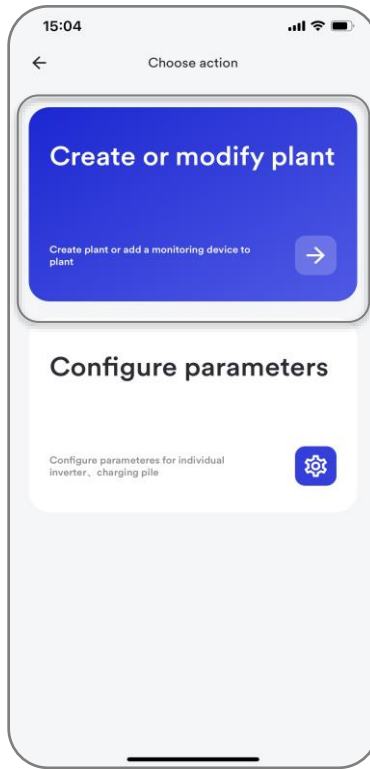 15:04
Choose action
Create or modify plant
Create plant or add a monitoring device to
plant
Configure parameters
Configure parameteres for individual
inverter、charging pile